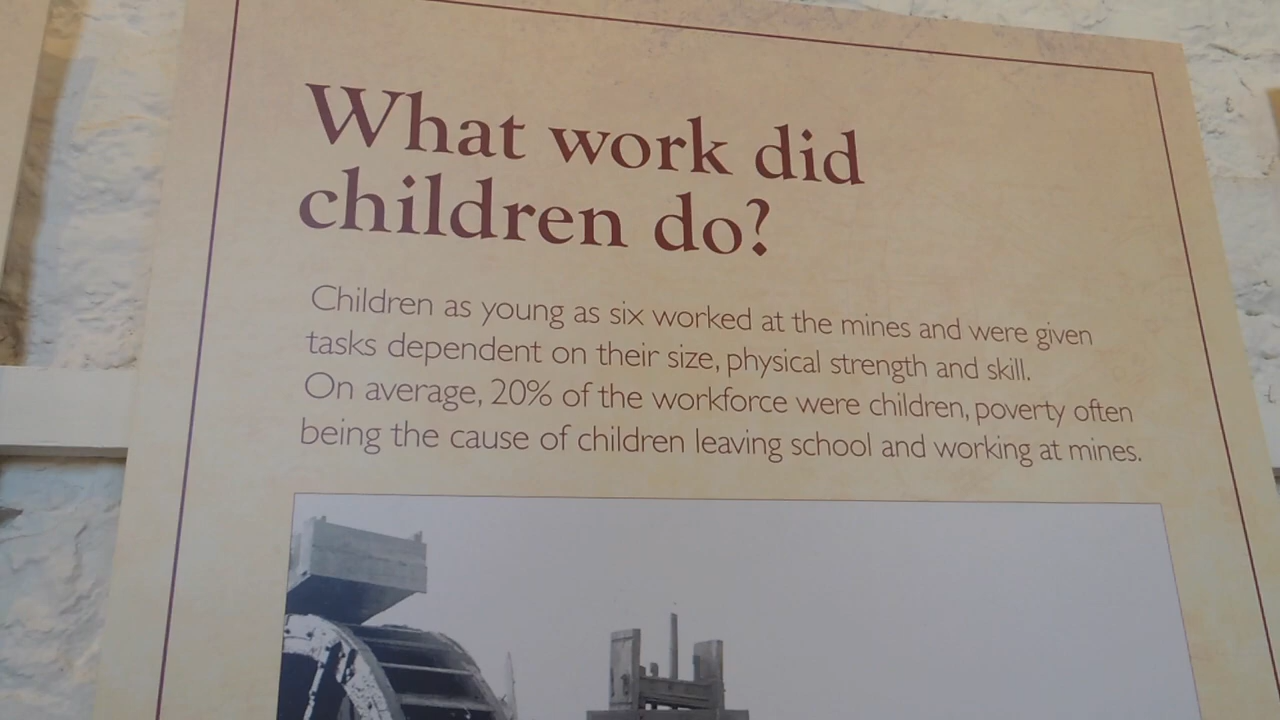 What work did
children do?
Children as young as six worked at the mines and were given
tasks dependent on their size, physical strength and skill.
On average, 20% of the workforce were children, poverty often
being the cause of children leaving school and working at mines.